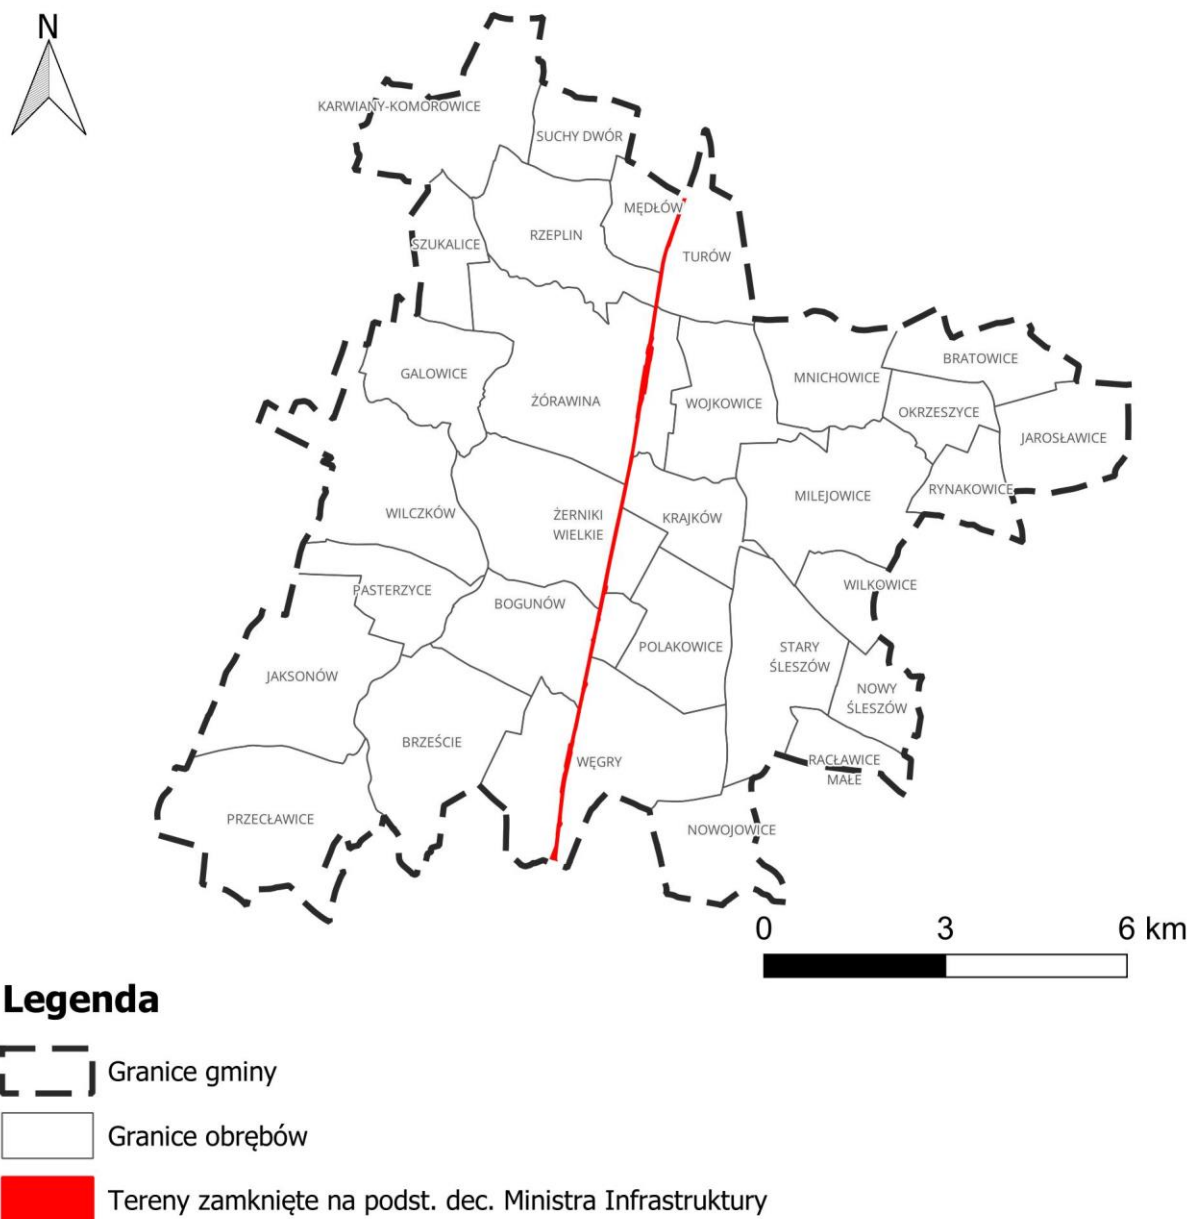 N
KARWIANY-KOMOROWICE
SUCHY DWÓR
MĘDŁÓW
RZEPLIN
SZUKALICE
TURÓW
BRATOWICE
GALOWICE
MNICHOWICE
ŻÓRAWINA
WOJKOWICE
OKRZESZYCE
JAROSŁAWICE
RYNAKOWICE
MILEJOWICE
WILCZKÓW
ŻERNIKI
WIELKIE
KRAJKÓW
WILKOWICE
PASTERZYCE
BOGUNÓW
POLAKOWICE
STARY
ŚLESZÓW
JAKSONÓW
NOWY
ŚLESZÓW
BRZEŚCIE
WĘGRY
RACŁAWICE
MAŁE
PRZECŁAWICE
NOWOJOWICE
0 3 6 km
Legenda
Granice gminy
Granice obrębów
Tereny zamknięte na podst. dec. Ministra Infrastruktury